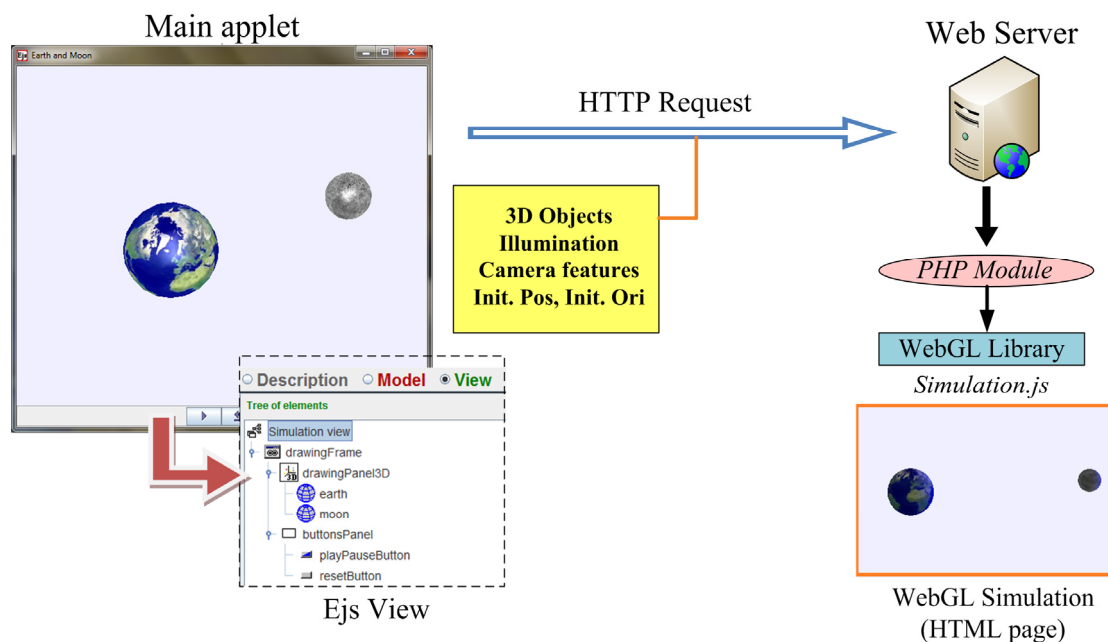 Main applet
Ejs Earth and Moon
HTTP Request
Web Server
3D Objects
Illumination
Camera features
Init. Pos, Init. Ori
PHP Module
WebGL Library
Simulation.js
Description Model View
Tree of elements
Simulation view
drawingFrame
3D
drawingPanel3D
earth
moon
buttonsPanel
playPauseButton
resetButton
Ejs View
WebGL Simulation
(HTML page)